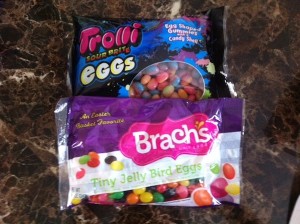 Trolli
SOUR BRITE
eggs
Egg Shaped
Gummies
Candy Shell
An Easter
Basket Favorite
Brach's
Tiny Jelly Bird Eggs